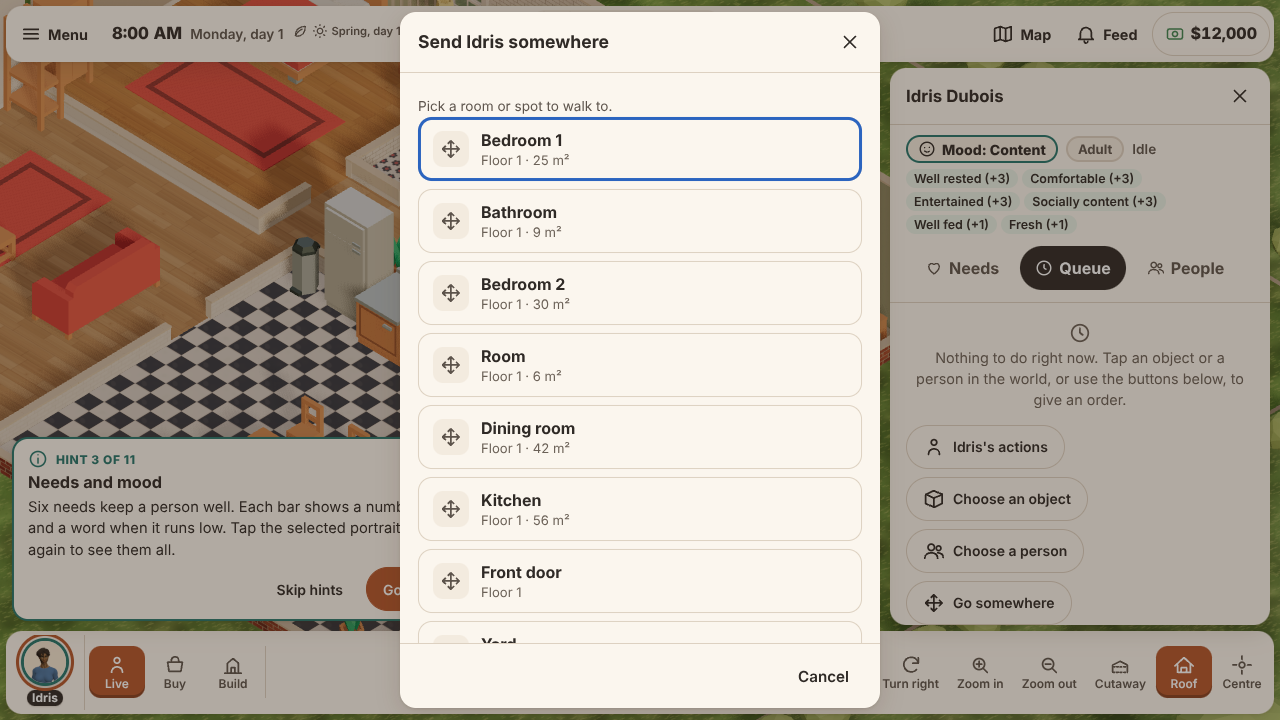 Menu
8:00 AM Monday, day 1
Spring, day 1
Map
Feed
$12,000
Send Idris somewhere
Pick a room or spot to walk to.
Bedroom 1
Floor 1 · 25 m²
Bathroom
Floor 1 · 9 m²
Bedroom 2
Floor 1 · 30 m²
Room
Floor 1 · 6 m²
Dining room
Floor 1 · 42 m²
Kitchen
Floor 1 · 56 m²
Front door
Floor 1
Yard
Cancel
Idris Dubois
Mood: Content
Adult
Idle
Well rested (+3)
Comfortable (+3)
Entertained (+3)
Socially content (+3)
Well fed (+1)
Fresh (+1)
Needs
Queue
People
Nothing to do right now. Tap an object or a
person in the world, or use the buttons below, to
give an order.
Idris's actions
Choose an object
Choose a person
Go somewhere
HINT 3 OF 11
Needs and mood
Six needs keep a person well. Each bar shows a
and a word when it runs low. Tap the selected portrait
again to see them all.
Skip hints
Idris
Live
Buy
Build
Turn right
Zoom in
Zoom out
Cutaway
Roof
Centre